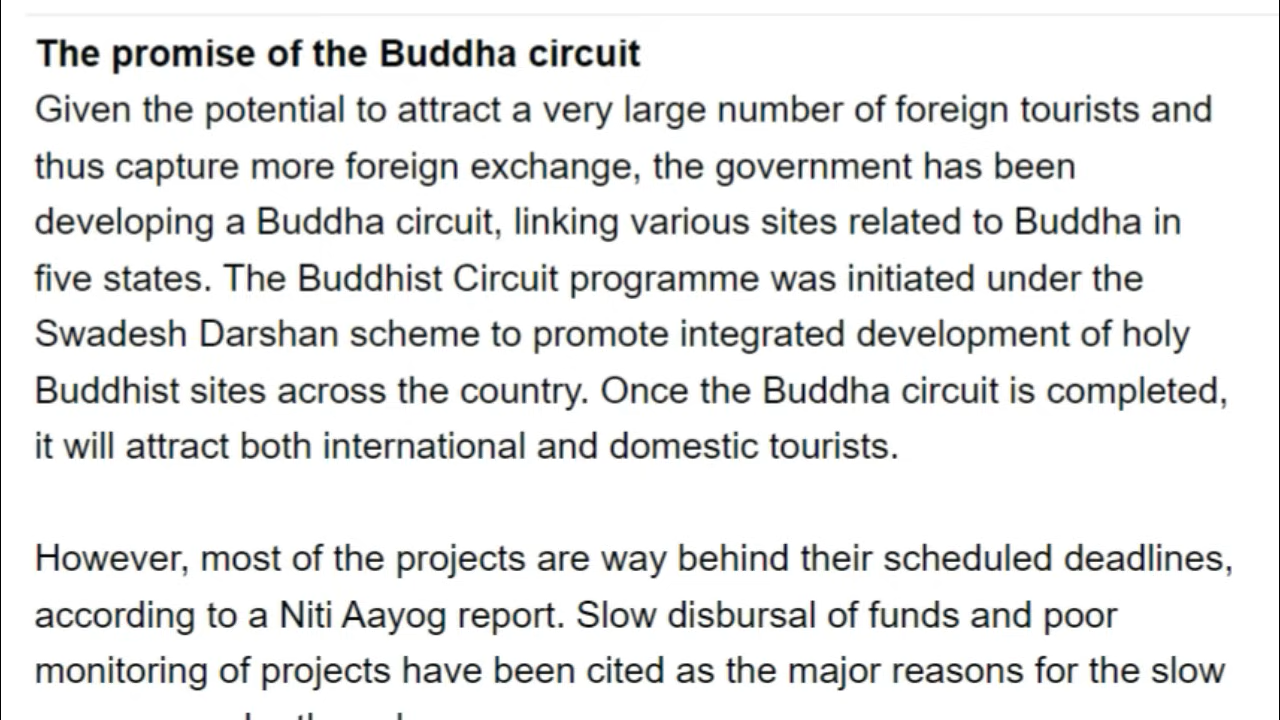 The promise of the Buddha circuit
Given the potential to attract a very large number of foreign tourists and
thus capture more foreign exchange, the government has been
developing a Buddha circuit, linking various sites related to Buddha in
five states. The Buddhist Circuit programme was initiated under the
Swadesh Darshan scheme to promote integrated development of holy
Buddhist sites across the country. Once the Buddha circuit is completed,
it will attract both international and domestic tourists.
However, most of the projects are way behind their scheduled deadlines,
according to a Niti Aayog report. Slow disbursal of funds and poor
monitoring of projects have been cited as the major reasons for the slow